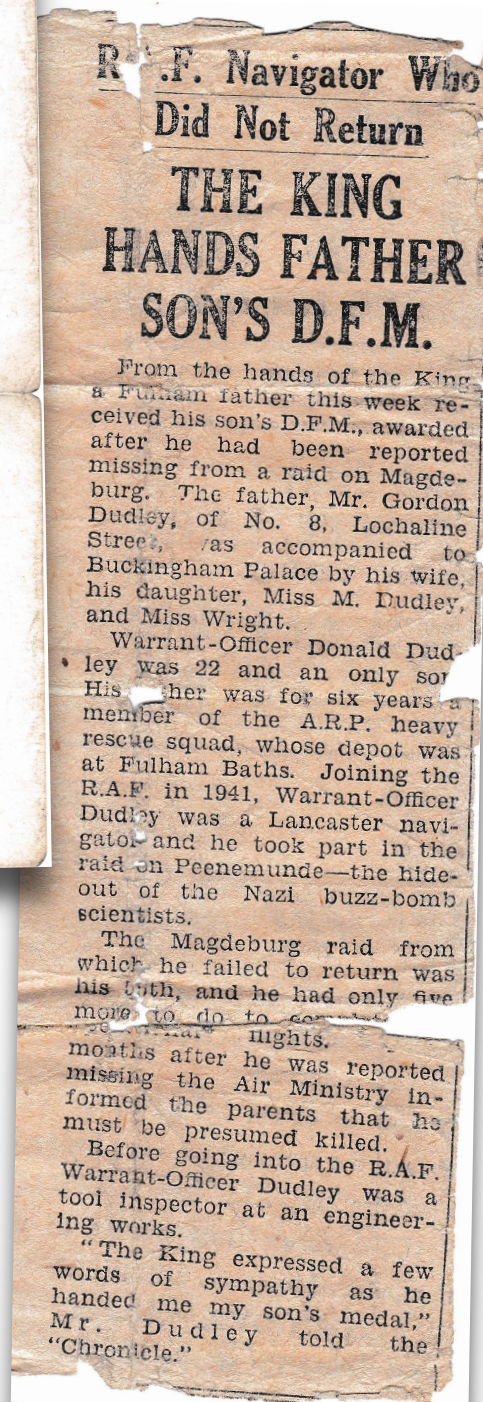 R .F. Navigator Who
Did Not Return
THE KING
HANDS FATHER
SON'S D.F.M.
From the hands of the King
a Fulham father this week re-
ceived his son's D.F.M., awarded
after he had been reported
missing from a raid on Magde-
burg. The father, Mr. Gordon
Dudley, of No. 8, Lochaline
Stree , as accompanied to
Buckingham Palace by his wife,
his daughter, Miss M. Dudley,
and Miss Wright.
Warrant-Officer Donald Dud-
ley was 22 and an only so
His her was for six years a
member of the A.R.P. heavy
rescue squad, whose depot was
at Fulham Baths. Joining the
R.A.F. in 1941, Warrant-Officer
Dudley was a Lancaster navi-
gator and he took part in the
raid on Peenemunde—the hide-
out of the Nazi buzz-bomb
scientists.
The Magdeburg raid from
which he failed to return was
his , and he had only five
more to do to
nights.
months after he was reported
missing the Air Ministry in-
formed the parents that he
must be presumed killed.
Before going into the R.A.F.
Warrant-Officer Dudley was a
tool inspector at an engineer-
ing works.
"The King expressed a few
words of sympathy as he
handed me my son's medal,"
Mr. Dudley told the
"Chronicle."